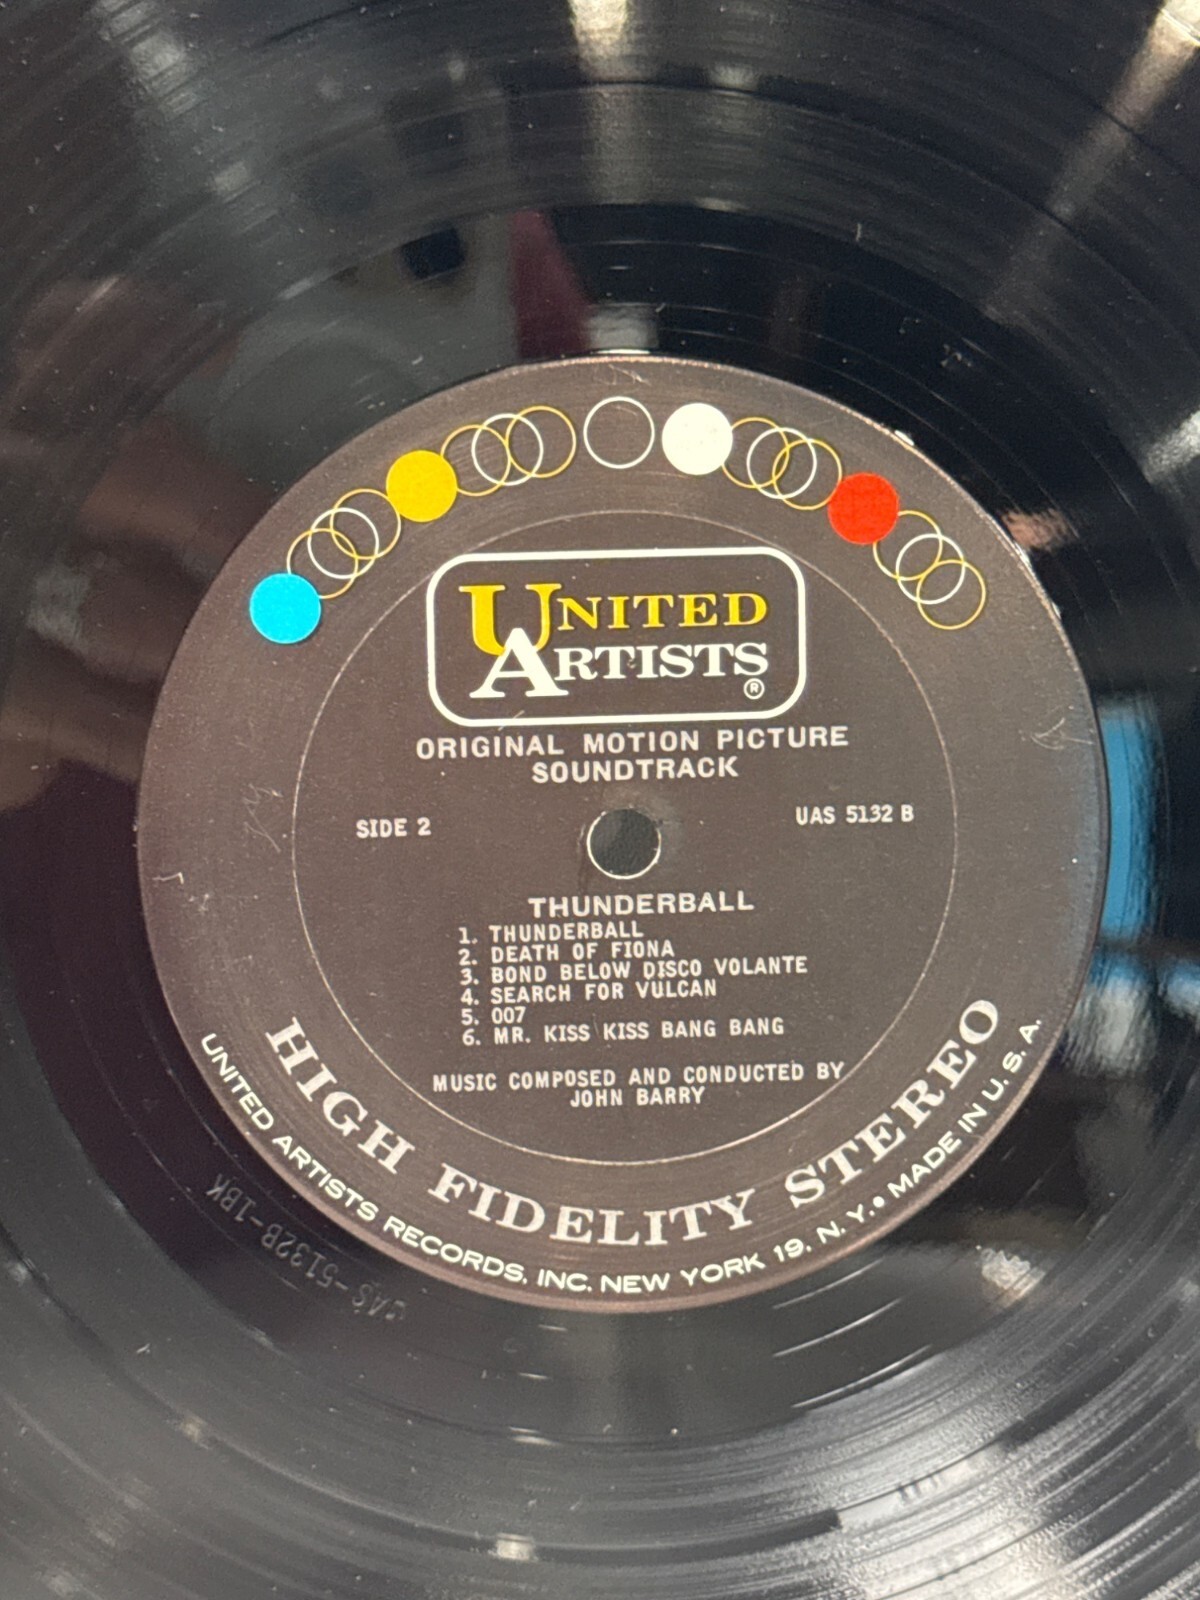 UNITED
ARTISTS
®
ORIGINAL MOTION PICTURE
SOUNDTRACK
SIDE 2
UAS 5132 B
THUNDERBALL
1. THUNDERBALL
2. DEATH OF FIONA
3. BOND BELOW DISCO VOLANTE
4. SEARCH FOR VULCAN
5. 007
6. MR. KISS KISS BANG BANG
MUSIC COMPOSED AND CONDUCTED BY
JOHN BARRY
HIGH FIDELITY STEREO
UNITED ARTISTS RECORDS, INC. NEW YORK 19, N. Y. • MADE IN U. S. A.
UAS-5132B-1BK